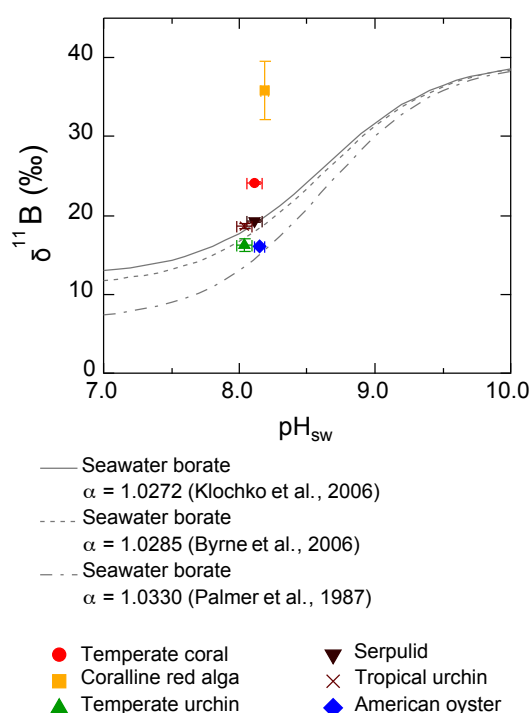 40
30
20
10
0
δ¹¹B (‰)
7.0 8.0 9.0 10.0
pHsw
Seawater borate
α = 1.0272 (Klochko et al., 2006)
Seawater borate
α = 1.0285 (Byrne et al., 2006)
Seawater borate
α = 1.0330 (Palmer et al., 1987)
Temperate coral Serpulid
Coralline red alga Tropical urchin
Temperate urchin American oyster